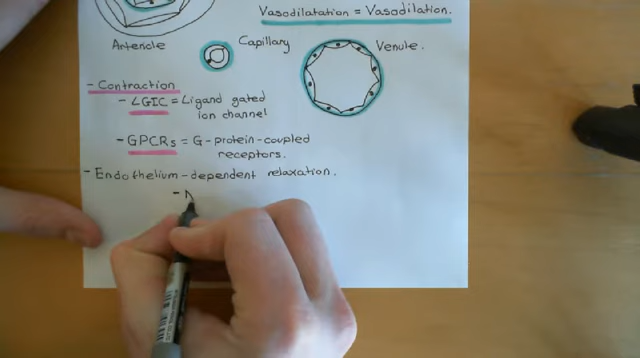 Vasodilatation = Vasodilation.
Arteriole
Capillary
Venule.
- Contraction
- LGIC = Ligand gated
ion channel
- GPCRs = G-protein-coupled
receptors.
- Endothelium-dependent relaxation.
-